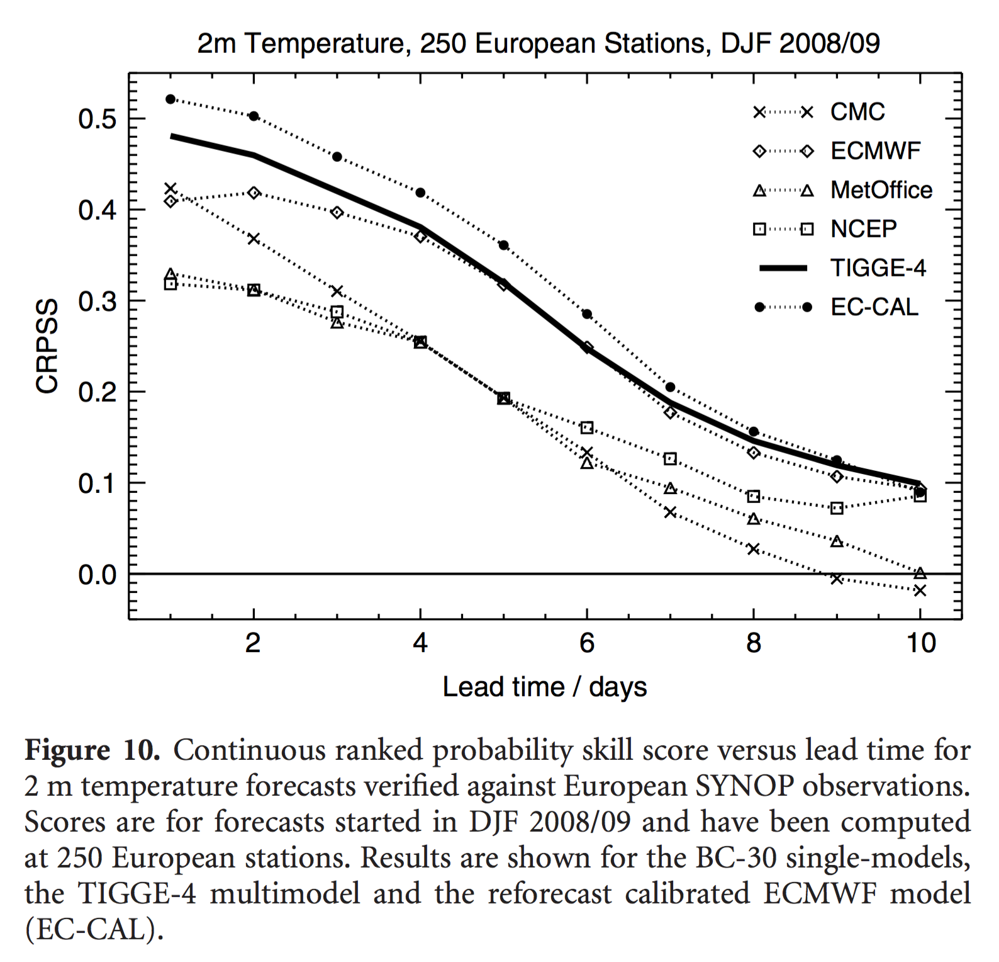 2m Temperature, 250 European Stations, DJF 2008/09
CMC
ECMWF
MetOffice
NCEP
TIGGE-4
EC-CAL
CRPSS
0.5
0.4
0.3
0.2
0.1
0.0
2 4 6 8 10
Lead time / days
Figure 10. Continuous ranked probability skill score versus lead time for
2 m temperature forecasts verified against European SYNOP observations.
Scores are for forecasts started in DJF 2008/09 and have been computed
at 250 European stations. Results are shown for the BC-30 single-models,
the TIGGE-4 multimodel and the reforecast calibrated ECMWF model
(EC-CAL).